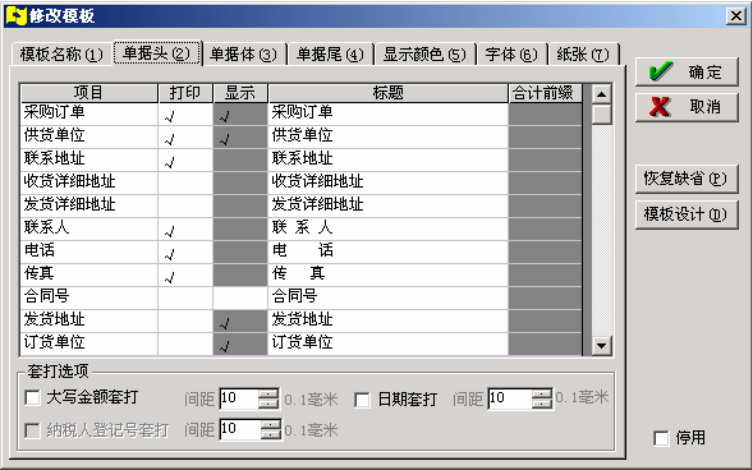 修改模板
模板名称(1) 单据头(2) 单据体(3) 单据尾(4) 显示颜色(5) 字体(6) 纸张(7)
确定
取消
恢复缺省(P)
模板设计(D)
项目 打印 显示 标题 合计前缀
采购订单 √ √ 采购订单
供货单位 √ √ 供货单位
联系地址 √ 联系地址
收货详细地址 收货详细地址
发货详细地址 发货详细地址
联系人 √ 联 系 人
电话 √ 电 话
传真 √ 传 真
合同号 合同号
发货地址 √ 发货地址
订货单位 √ 订货单位
套打选项
大写金额套打 间距 10 0.1毫米 日期套打 间距 10 0.1毫米
纳税人登记号套打 间距 10 0.1毫米
停用